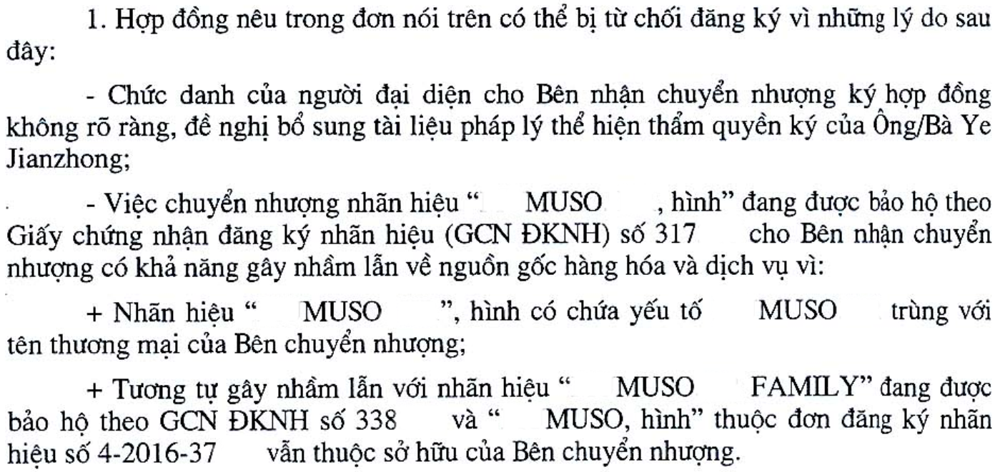 1. Hợp đồng nêu trong đơn nói trên có thể bị từ chối đăng ký vì những lý do sau
đây:
- Chức danh của người đại diện cho Bên nhận chuyển nhượng ký hợp đồng
không rõ ràng, đề nghị bổ sung tài liệu pháp lý thể hiện thẩm quyền ký của Ông/Bà Ye
Jianzhong;
- Việc chuyển nhượng nhãn hiệu “ MUSO , hình” đang được bảo hộ theo
Giấy chứng nhận đăng ký nhãn hiệu (GCN ĐKNH) số 317 cho Bên nhận chuyển
nhượng có khả năng gây nhầm lẫn về nguồn gốc hàng hóa và dịch vụ vì:
+ Nhãn hiệu “ MUSO ”, hình có chứa yếu tố MUSO trùng với
tên thương mại của Bên chuyển nhượng;
+ Tương tự gây nhầm lẫn với nhãn hiệu “ MUSO FAMILY” đang được
bảo hộ theo GCN ĐKNH số 338 và “ MUSO, hình” thuộc đơn đăng ký nhãn
hiệu số 4-2016-37 vẫn thuộc sở hữu của Bên chuyển nhượng.